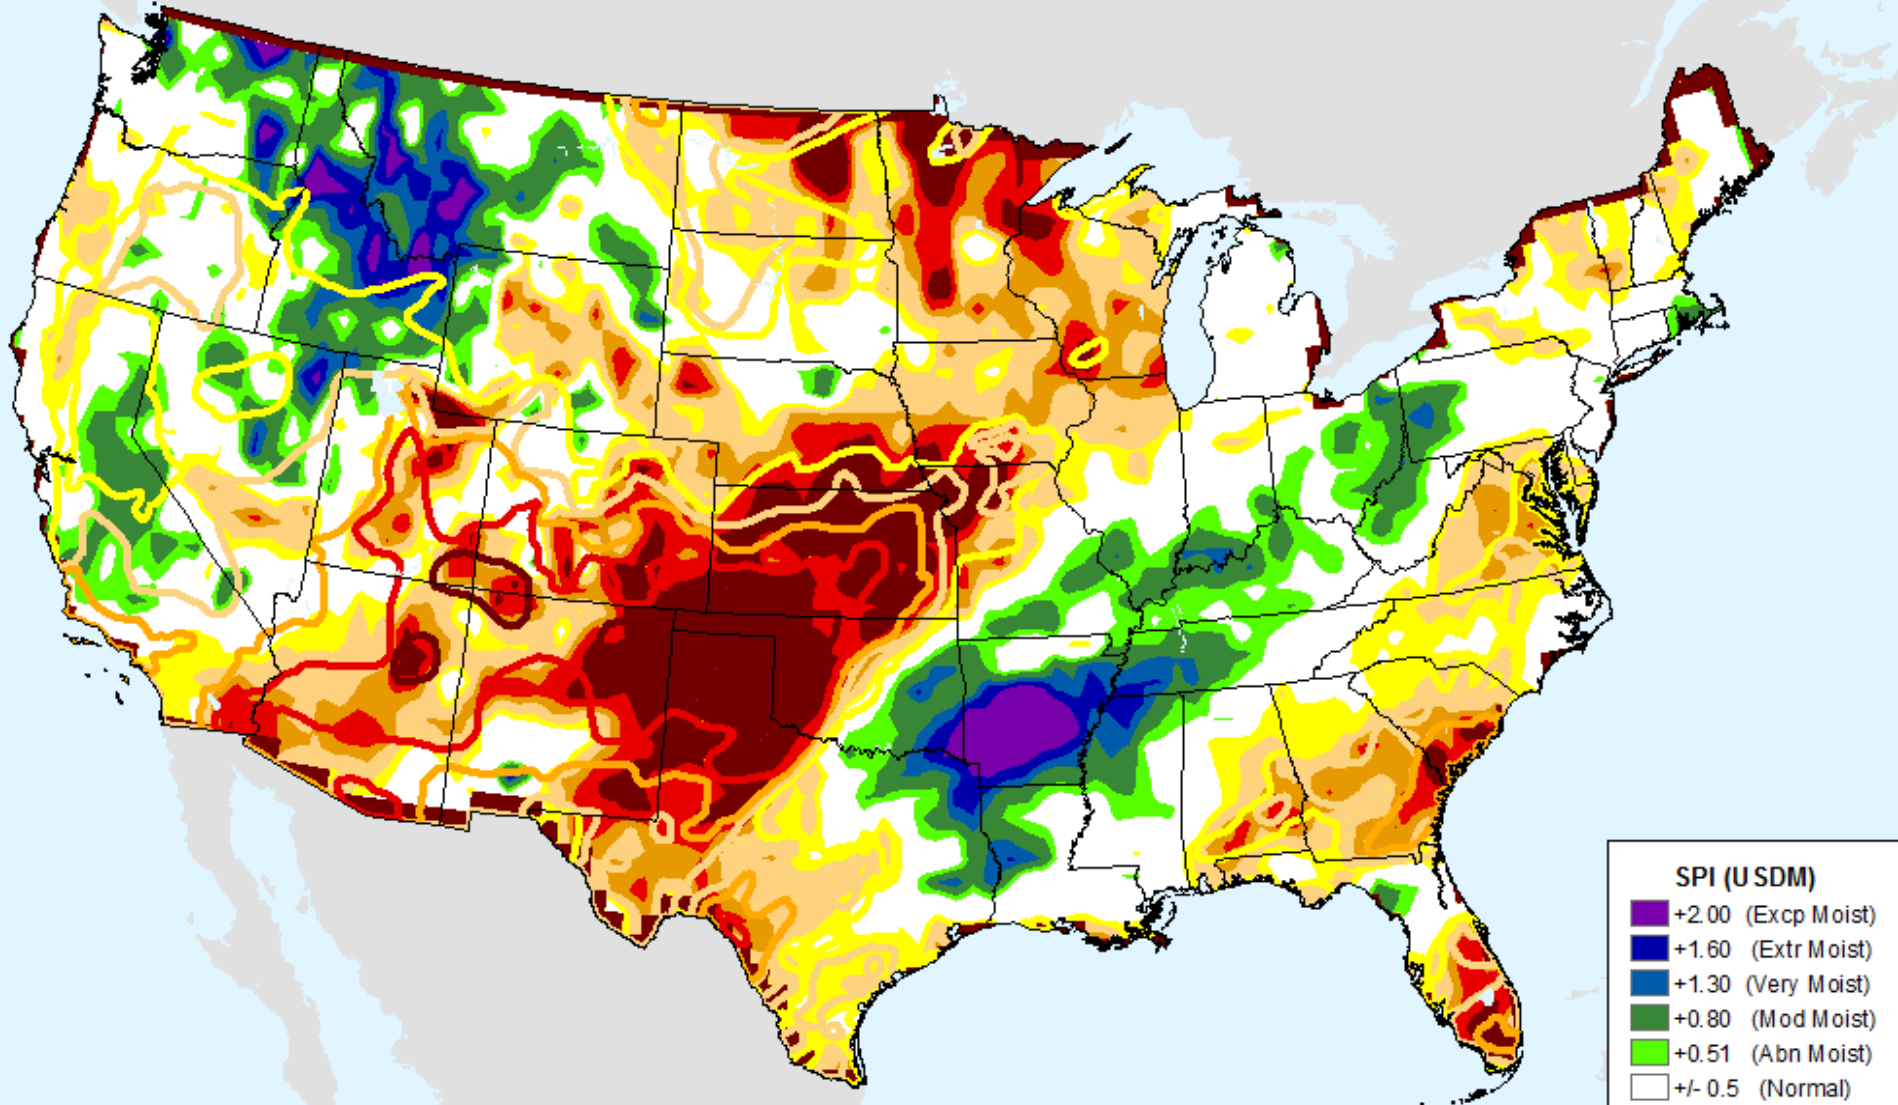 SPI (USDM)
+2.00 (Excp Moist)
+1.60 (Extr Moist)
+1.30 (Very Moist)
+0.80 (Mod Moist)
+0.51 (Abn Moist)
+/- 0.5 (Normal)